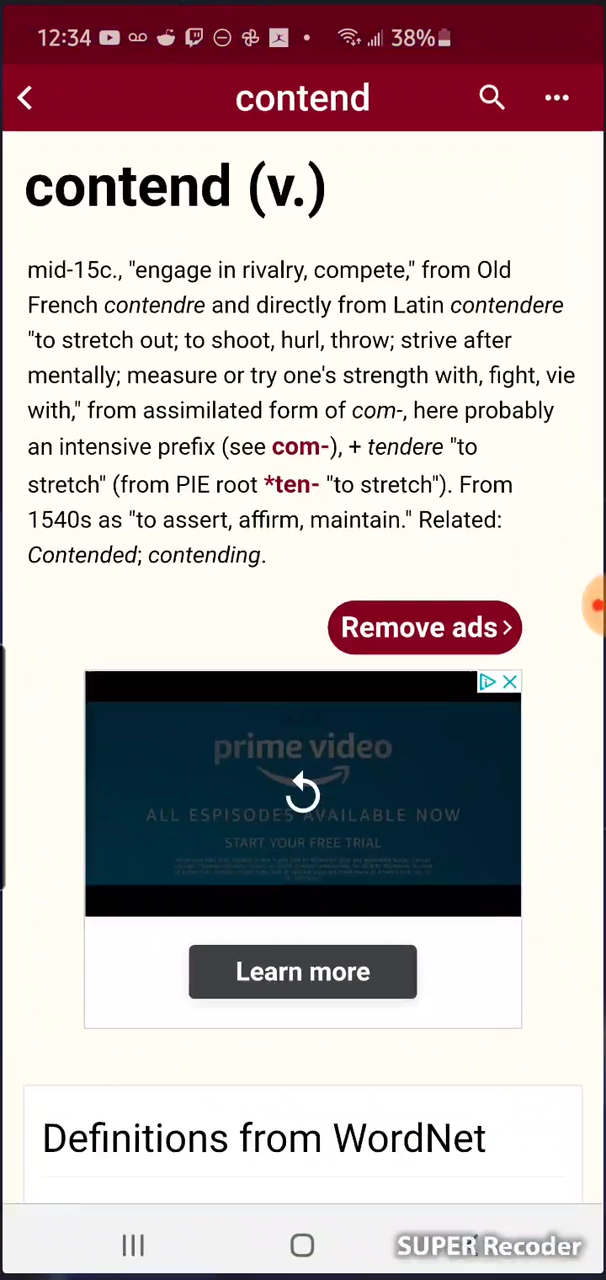 12:34 38%
contend
contend (v.)
mid-15c., "engage in rivalry, compete," from Old
French contendre and directly from Latin contendere
"to stretch out; to shoot, hurl, throw; strive after
mentally; measure or try one's strength with, fight, vie
with," from assimilated form of com-, here probably
an intensive prefix (see com-), + tendere "to
stretch" (from PIE root *ten- "to stretch"). From
1540s as "to assert, affirm, maintain." Related:
Contended; contending.
Remove ads
prime video
ALL ESPISODES AVAILABLE NOW
START YOUR FREE TRIAL
Learn more
Definitions from WordNet
SUPER Recoder